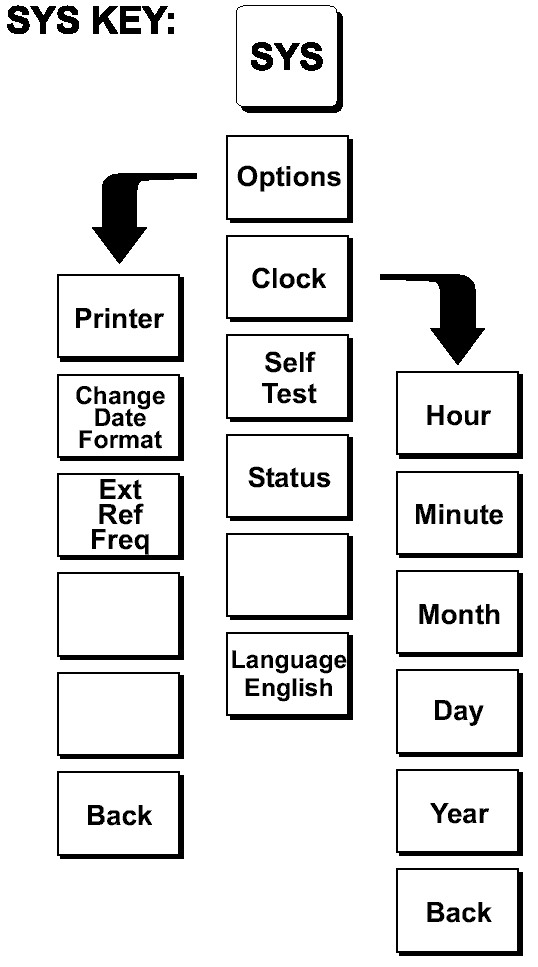 SYS KEY:
SYS
Options
Clock
Self
Test
Status
Language
English
Printer
Change
Date
Format
Ext
Ref
Freq
Back
Hour
Minute
Month
Day
Year
Back